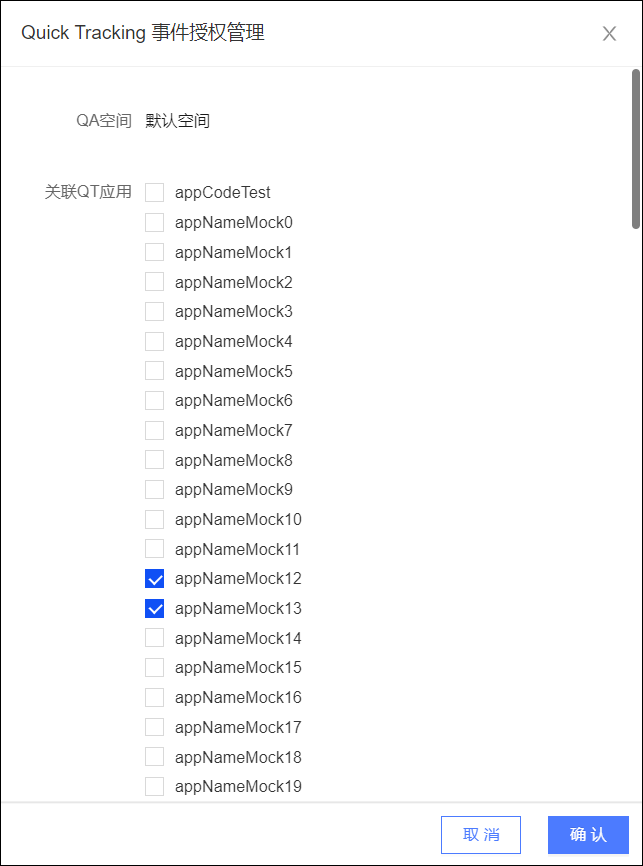 Quick Tracking 事件授权管理
QA空间 默认空间
关联QT应用 appCodeTest
appNameMock0
appNameMock1
appNameMock2
appNameMock3
appNameMock4
appNameMock5
appNameMock6
appNameMock7
appNameMock8
appNameMock9
appNameMock10
appNameMock11
appNameMock12
appNameMock13
appNameMock14
appNameMock15
appNameMock16
appNameMock17
appNameMock18
appNameMock19
取 消 确 认